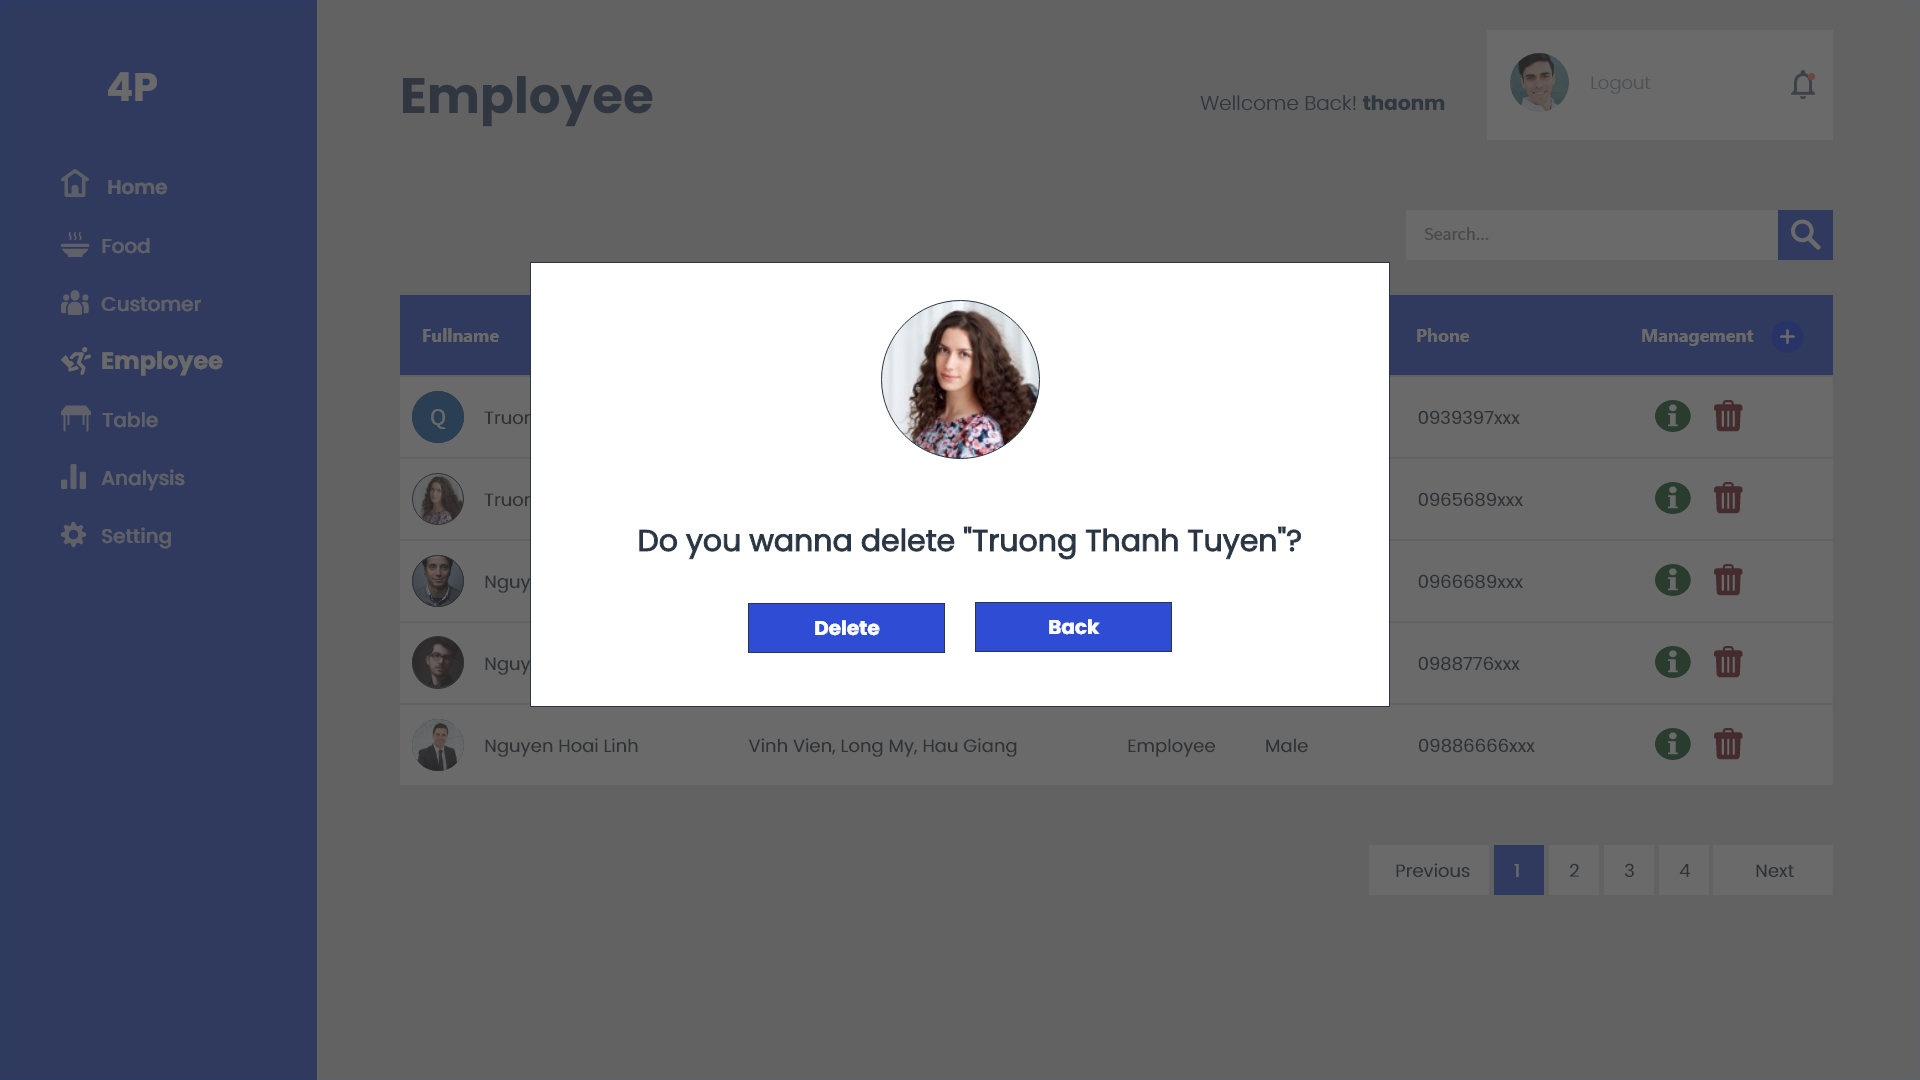 4P
Home
Food
Customer
Employee
Table
Analysis
Setting
Employee
Wellcome Back! thaonm
Logout
Search...
Fullname Phone Management
Q Truon 0939397xxx
Truon 0965689xxx
Nguy 0966689xxx
Nguy 0988776xxx
Nguyen Hoai Linh Vinh Vien, Long My, Hau Giang Employee Male 09886666xxx
Do you wanna delete "Truong Thanh Tuyen"?
Delete Back
Previous 1 2 3 4 Next